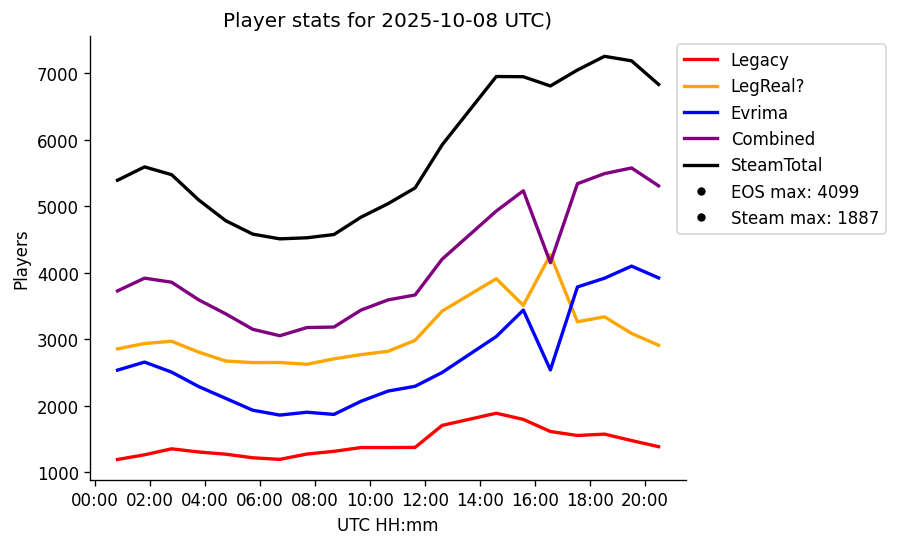 Player stats for 2025-10-08 UTC)
Legacy
LegReal?
Evrima
Combined
SteamTotal
EOS max: 4099
Steam max: 1887
7000
6000
5000
4000
3000
2000
1000
Players
00:00 02:00 04:00 06:00 08:00 10:00 12:00 14:00 16:00 18:00 20:00
UTC HH:mm